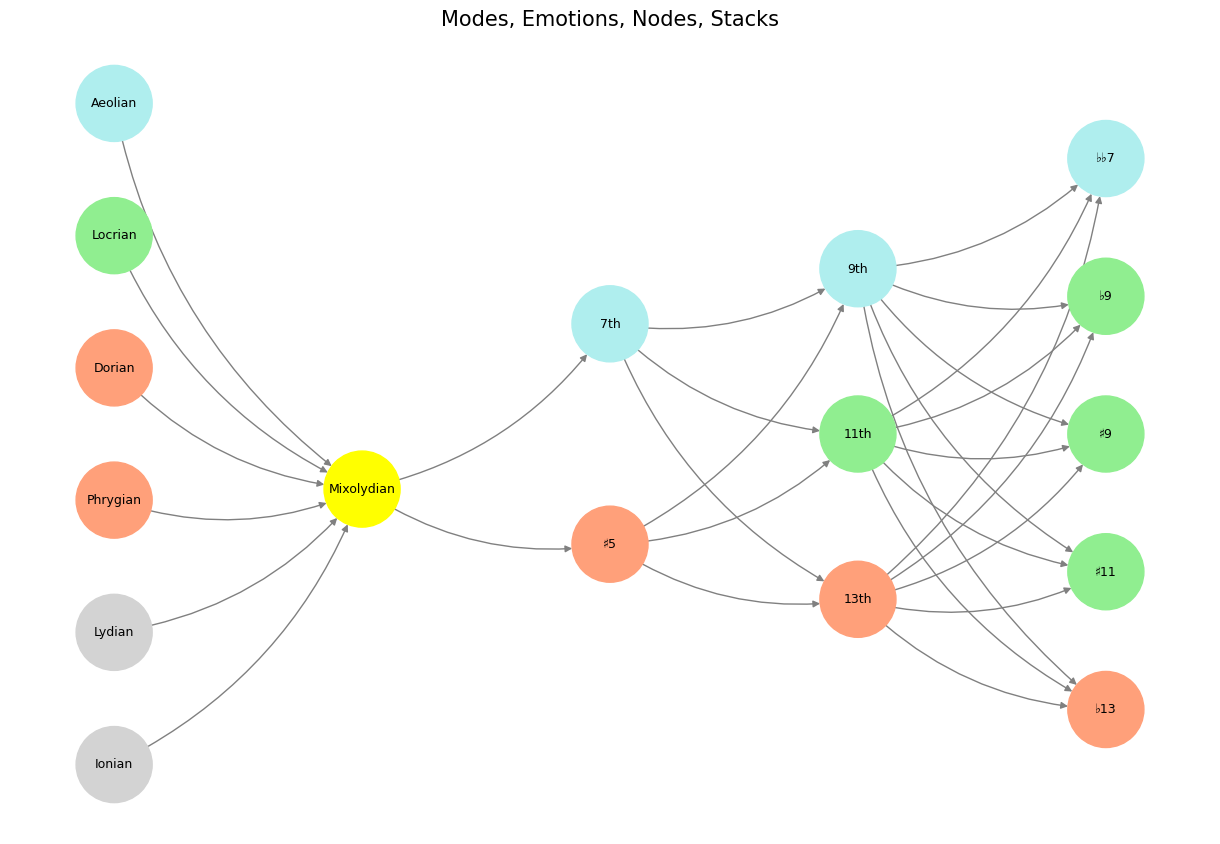 Modes, Emotions, Nodes, Stacks
Aeolian
Locrian
Dorian
Phrygian
Lydian
Ionian
Mixolydian
7th
♯5
9th
11th
13th
♭♭7
♭9
♯9
♯11
♭13